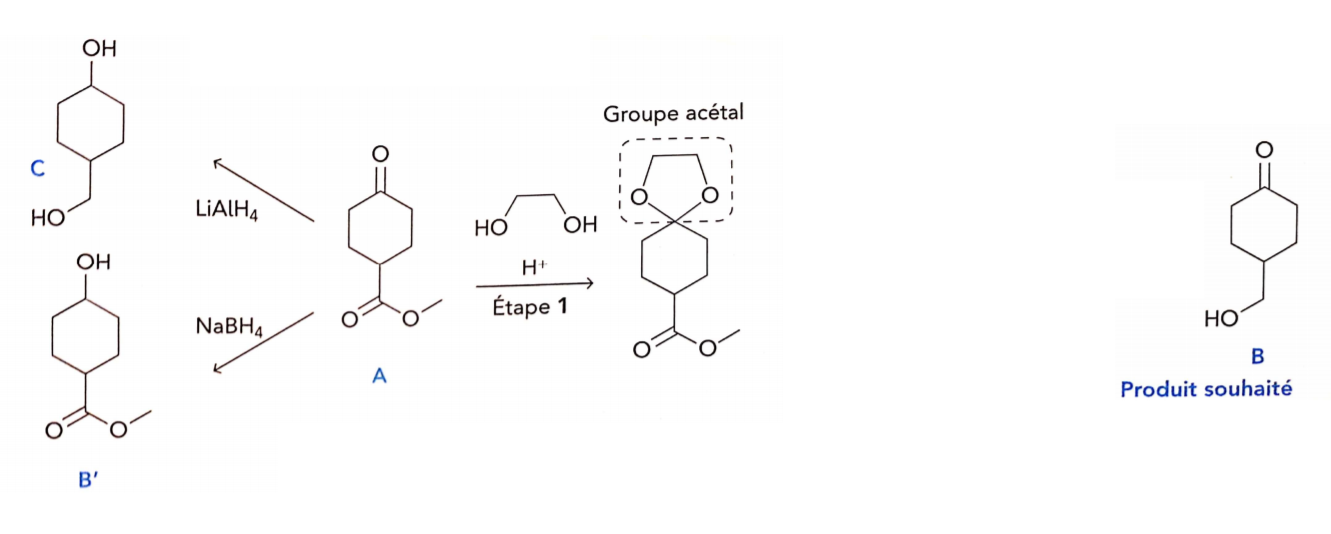 OH
C
HO
LiAlH4
OH
NaBH4
O
O
B′
O
O
O
A
HO
OH
H+
Étape 1
Groupe acétal
O
O
O
O
O
HO
B
Produit souhaité